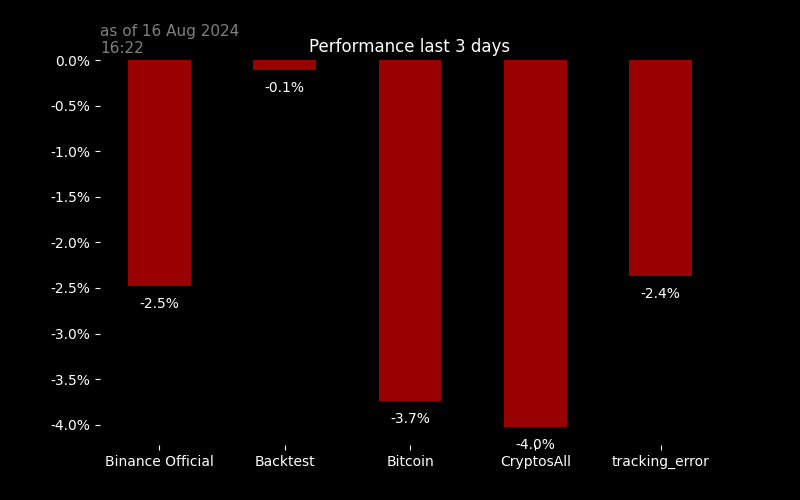 as of 16 Aug 2024
16:22
Performance last 3 days
0.0%
-0.5%
-1.0%
-1.5%
-2.0%
-2.5%
-3.0%
-3.5%
-4.0%
-2.5%
-0.1%
-3.7%
-4.0%
-2.4%
Binance Official
Backtest
Bitcoin
CryptosAll
tracking_error